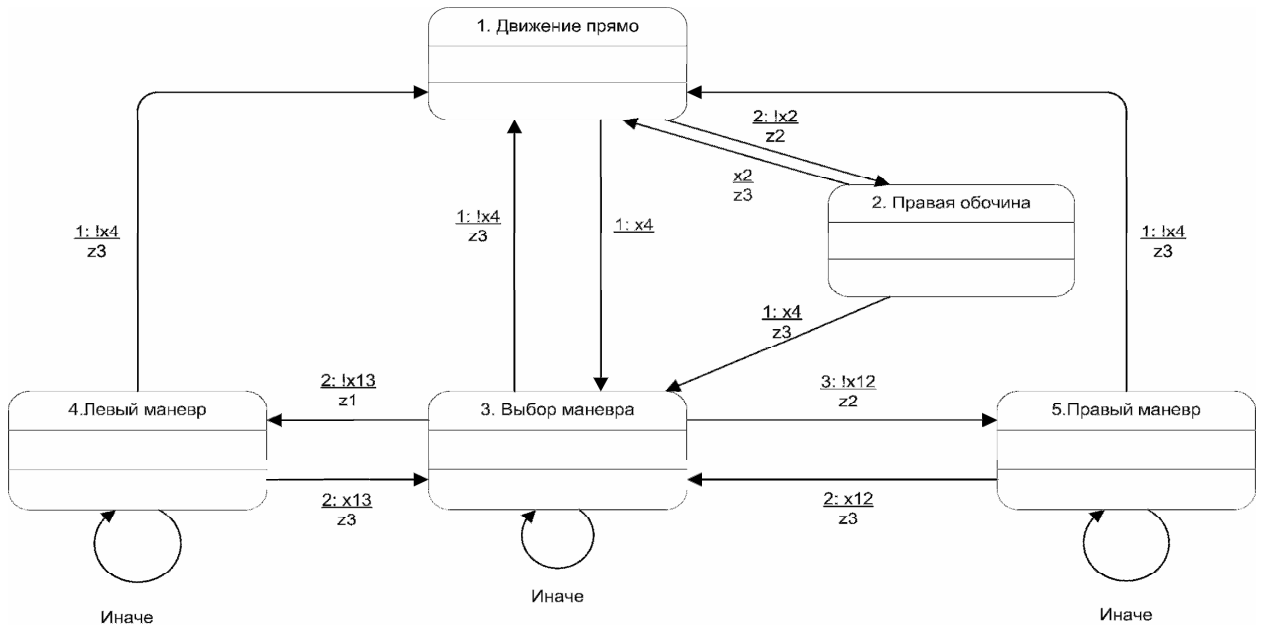 1. Движение прямо
2: !x2
z2
x2
z3
2. Правая обочина
1: !x4
z3
1: !x4
z3
1: x4
1: !x4
z3
1: x4
z3
2: !x13
z1
3: !x12
z2
4.Левый маневр
3. Выбор маневра
5.Правый маневр
2: x13
z3
2: x12
z3
Иначе
Иначе
Иначе